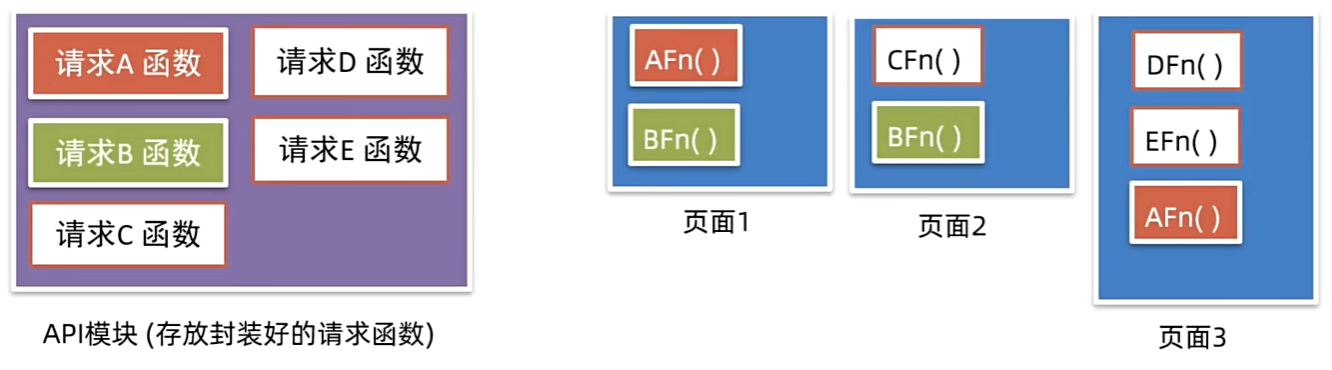 请求A 函数
请求D 函数
请求B 函数
请求E 函数
请求C 函数
API模块 (存放封装好的请求函数)
AFn( )
BFn( )
页面1
CFn( )
BFn( )
页面2
DFn( )
EFn( )
AFn( )
页面3